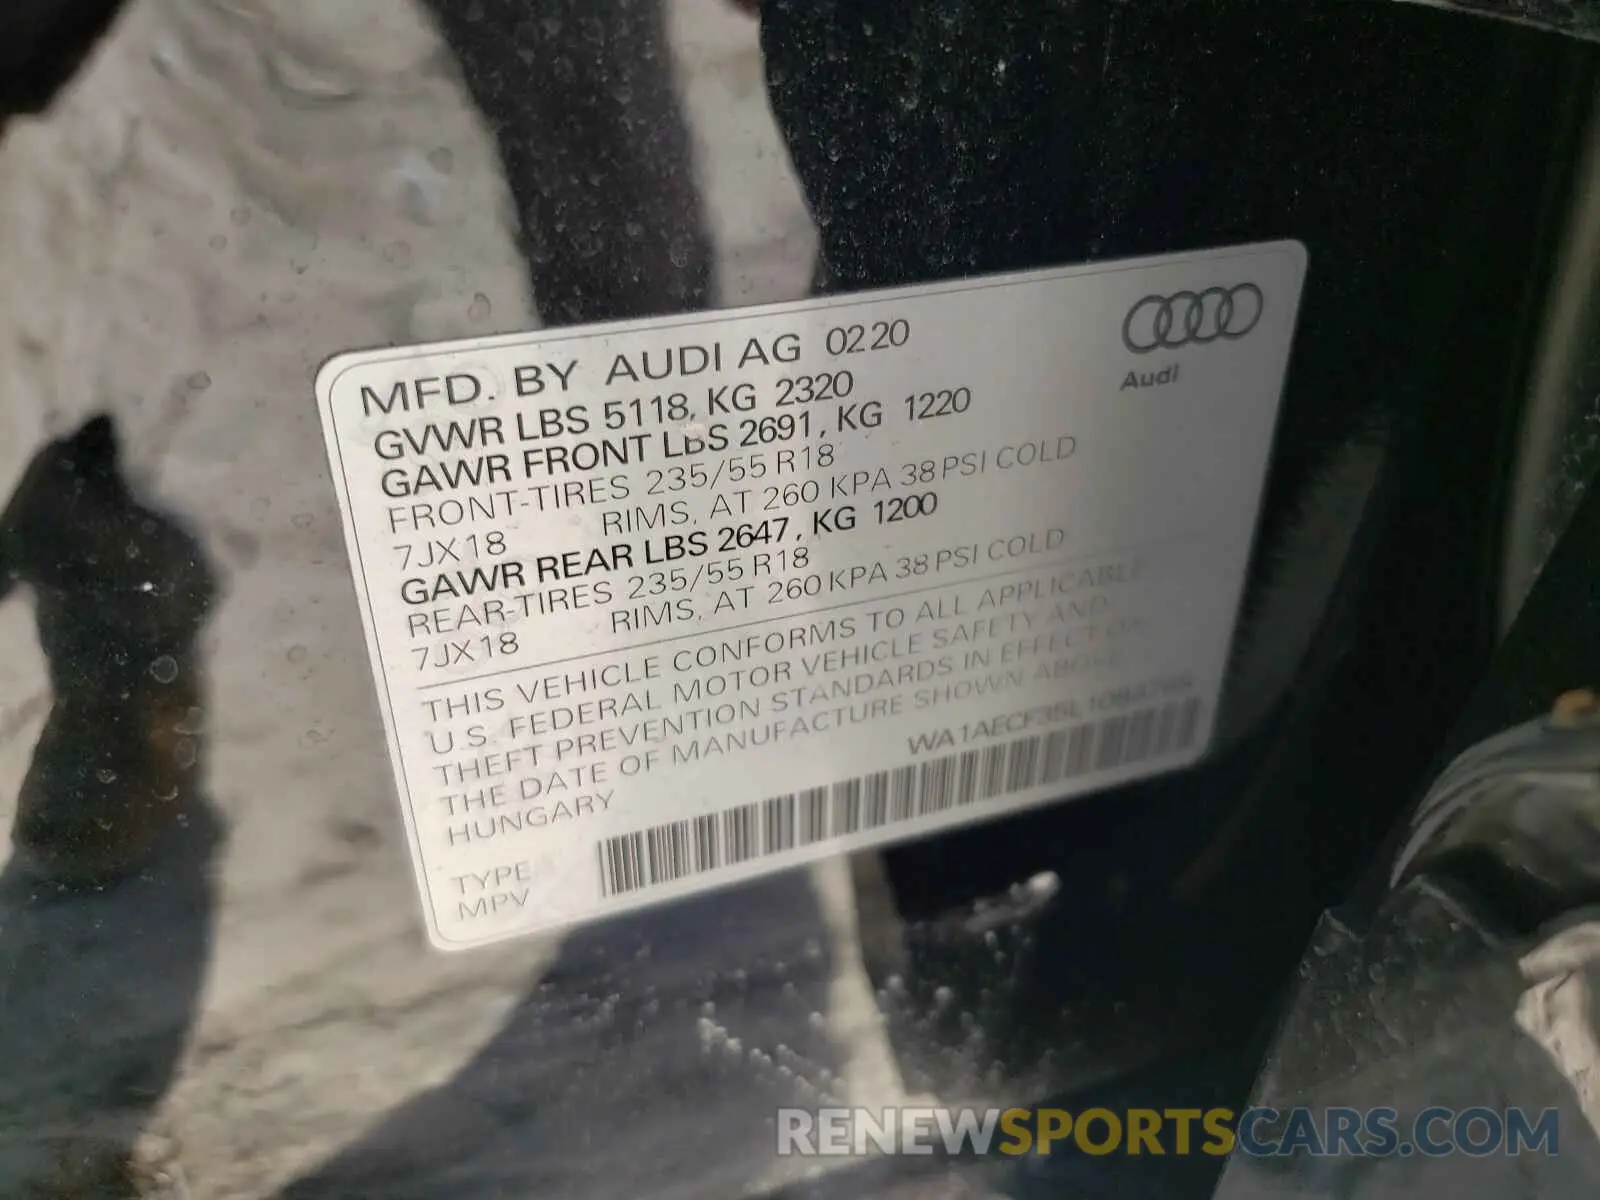 MFD. BY AUDI AG 0220
GVWR LBS 5118, KG 2320
GAWR FRONT LBS 2691, KG 1220
FRONT-TIRES 235/55 R18
7JX18 RIMS, AT 260 KPA 38 PSI COLD
GAWR REAR LBS 2647, KG 1200
REAR-TIRES 235/55 R18
7JX18 RIMS, AT 260 KPA 38 PSI COLD
THIS VEHICLE CONFORMS TO ALL APPLICABLE
U.S. FEDERAL MOTOR VEHICLE SAFETY AND
THEFT PREVENTION STANDARDS IN EFFECT ON
THE DATE OF MANUFACTURE SHOWN ABOVE
HUNGARY
TYPE
MPV
Audi
RENEWSPORTSCARS.COM